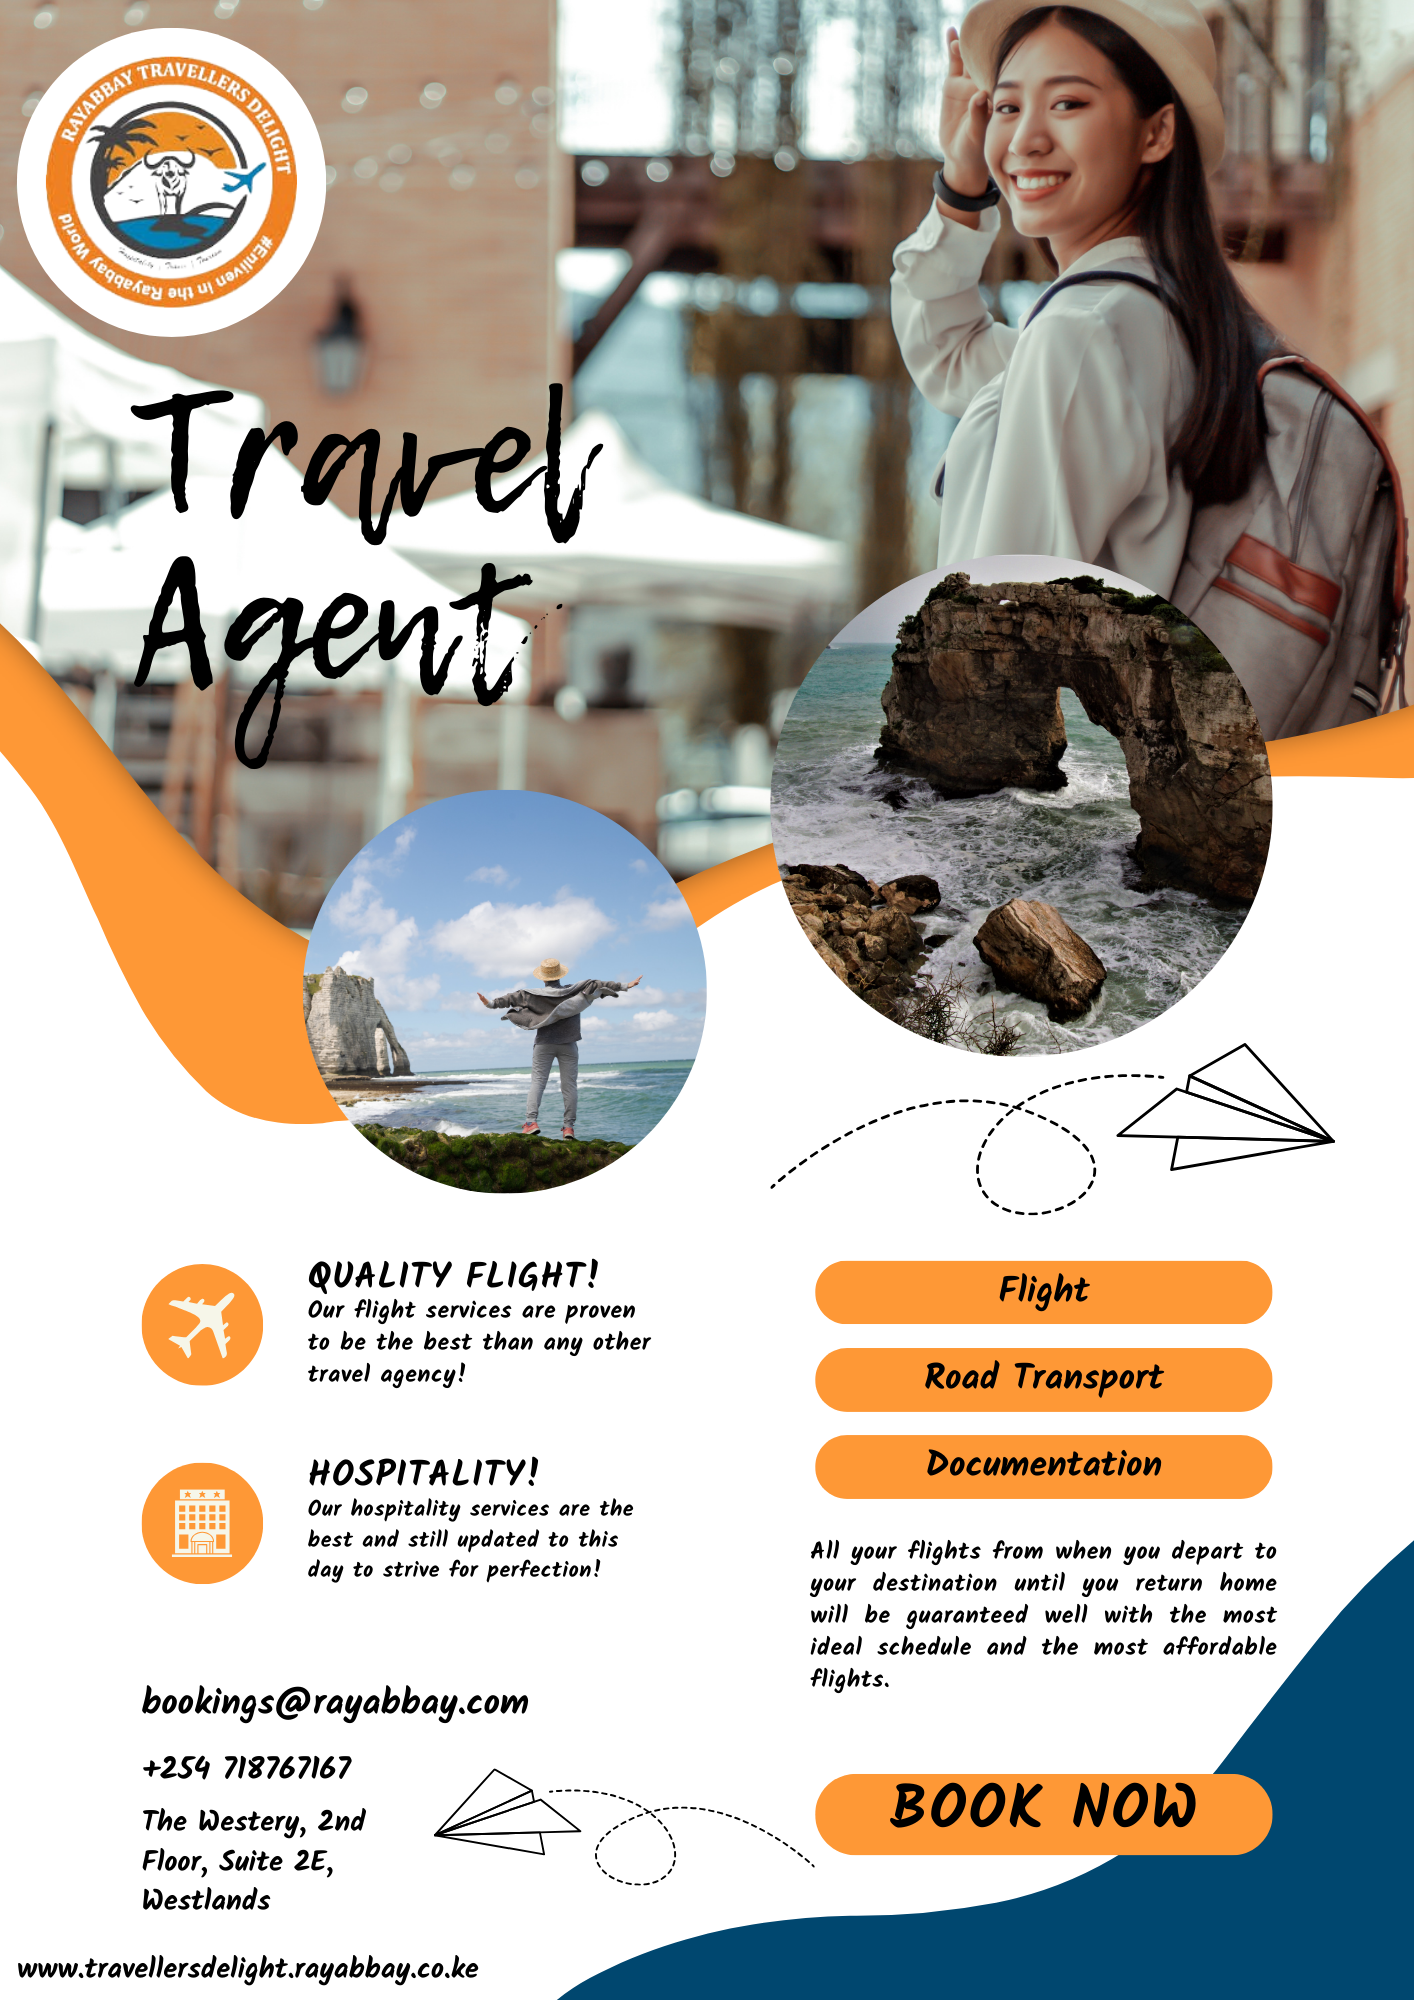 RAYABBAY TRAVELLERS DELIGHT
#Enliven in the Rayabbay World
Hospitality | Travel | Tourism
Travel
Agent
QUALITY FLIGHT!
Our flight services are proven
to be the best than any other
travel agency!
HOSPITALITY!
Our hospitality services are the
best and still updated to this
day to strive for perfection!
Flight
Road Transport
Documentation
All your flights from when you depart to
your destination until you return home
will be guaranteed well with the most
ideal schedule and the most affordable
flights.
bookings@rayabbay.com
+254 718767167
The Westery, 2nd
Floor, Suite 2E,
Westlands
BOOK NOW
www.travellersdelight.rayabbay.co.ke